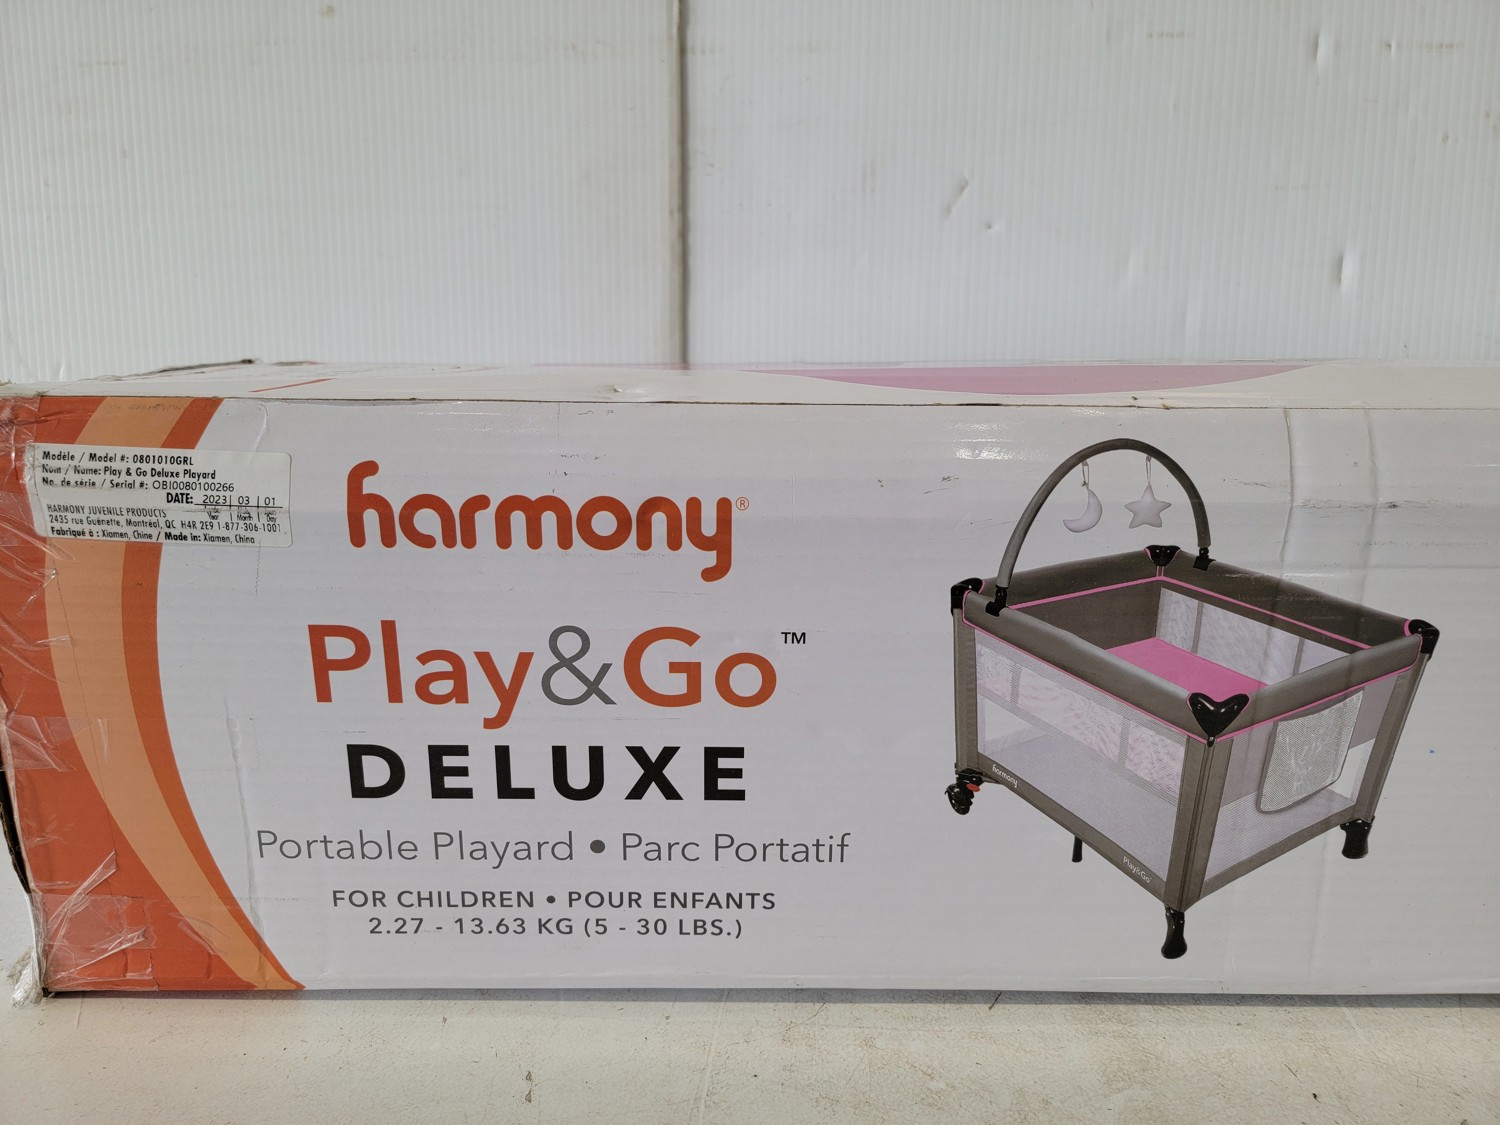 Modèle / Model #: 0801010GRL
Nom / Name: Play & Go Deluxe Playard
No. de série / Serial #: OBI0080100266
DATE: 2023 | 03 | 01
Year | Month | Day
HARMONY JUVENILE PRODUCTS
2435 rue Guénette, Montréal, QC H4R 2E9 1-877-306-1001
Fabriqué à : Xiamen, Chine / Made in: Xiamen, China
harmony®
Play&Go™
DELUXE
Portable Playard • Parc Portatif
FOR CHILDREN • POUR ENFANTS
2.27 - 13.63 KG (5 - 30 LBS.)
harmony
Play&Go